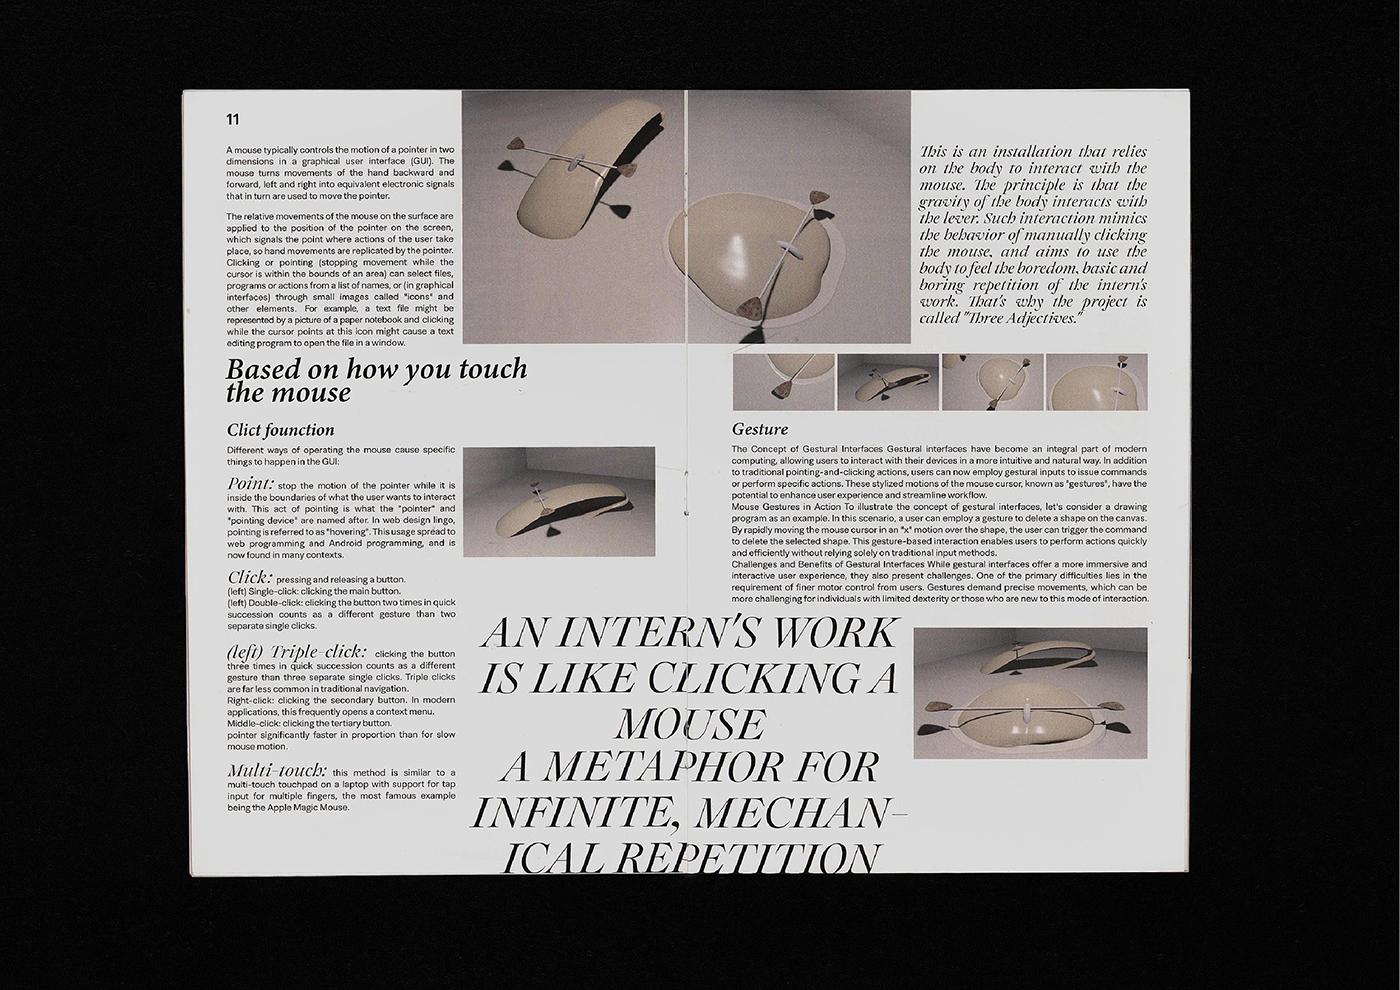 11
A mouse typically controls the motion of a pointer in two
dimensions in a graphical user interface (GUI). The
mouse turns movements of the hand backward and
forward, left and right into equivalent electronic signals
that in turn are used to move the pointer.
The relative movements of the mouse on the surface are
applied to the position of the pointer on the screen,
which signals the point where actions of the user take
place, so hand movements are replicated by the pointer.
Clicking or pointing (stopping movement while the
cursor is within the bounds of an area) can select files,
programs or actions from a list of names, or (in graphical
interfaces) through small images called "icons" and
other elements. For example, a text file might be
represented by a picture of a paper notebook and clicking
while the cursor points at this icon might cause a text
editing program to open the file in a window.
Based on how you touch
the mouse
Clict founction
Different ways of operating the mouse cause specific
things to happen in the GUI:
Point: stop the motion of the pointer while it is
inside the boundaries of what the user wants to interact
with. This act of pointing is what the "pointer" and
"pointing device" are named after. In web design lingo,
pointing is referred to as "hovering". This usage spread to
web programming and Android programming, and is
now found in many contexts.
Click: pressing and releasing a button.
(left) Single-click: clicking the main button.
(left) Double-click: clicking the button two times in quick
succession counts as a different gesture than two
separate single clicks.
(left) Triple-click: clicking the button
three times in quick succession counts as a different
gesture than three separate single clicks. Triple clicks
are far less common in traditional navigation.
Right-click: clicking the secondary button. In modern
applications, this frequently opens a context menu.
Middle-click: clicking the tertiary button.
pointer significantly faster in proportion than for slow
mouse motion.
Multi-touch: this method is similar to a
multi-touch touchpad on a laptop with support for tap
input for multiple fingers, the most famous example
being the Apple Magic Mouse.
This is an installation that relies
on the body to interact with the
mouse. The principle is that the
gravity of the body interacts with
the lever. Such interaction mimics
the behavior of manually clicking
the mouse, and aims to use the
body to feel the boredom, basic and
boring repetition of the intern's
work. That's why the project is
called "Three Adjectives."
Gesture
The Concept of Gestural Interfaces Gestural interfaces have become an integral part of modern
computing, allowing users to interact with their devices in a more intuitive and natural way. In addition
to traditional pointing-and-clicking actions, users can now employ gestural inputs to issue commands
or perform specific actions. These stylized motions of the mouse cursor, known as "gestures", have the
potential to enhance user experience and streamline workflow.
Mouse Gestures in Action To illustrate the concept of gestural interfaces, let's consider a drawing
program as an example. In this scenario, a user can employ a gesture to delete a shape on the canvas.
By rapidly moving the mouse cursor in an "x" motion over the shape, the user can trigger the command
to delete the selected shape. This gesture-based interaction enables users to perform actions quickly
and efficiently without relying solely on traditional input methods.
Challenges and Benefits of Gestural Interfaces While gestural interfaces offer a more immersive and
interactive user experience, they also present challenges. One of the primary difficulties lies in the
requirement of finer motor control from users. Gestures demand precise movements, which can be
more challenging for individuals with limited dexterity or those who are new to this mode of interaction.
AN INTERN'S WORK
IS LIKE CLICKING A
MOUSE
A METAPHOR FOR
INFINITE, MECHAN-
ICAL REPETITION